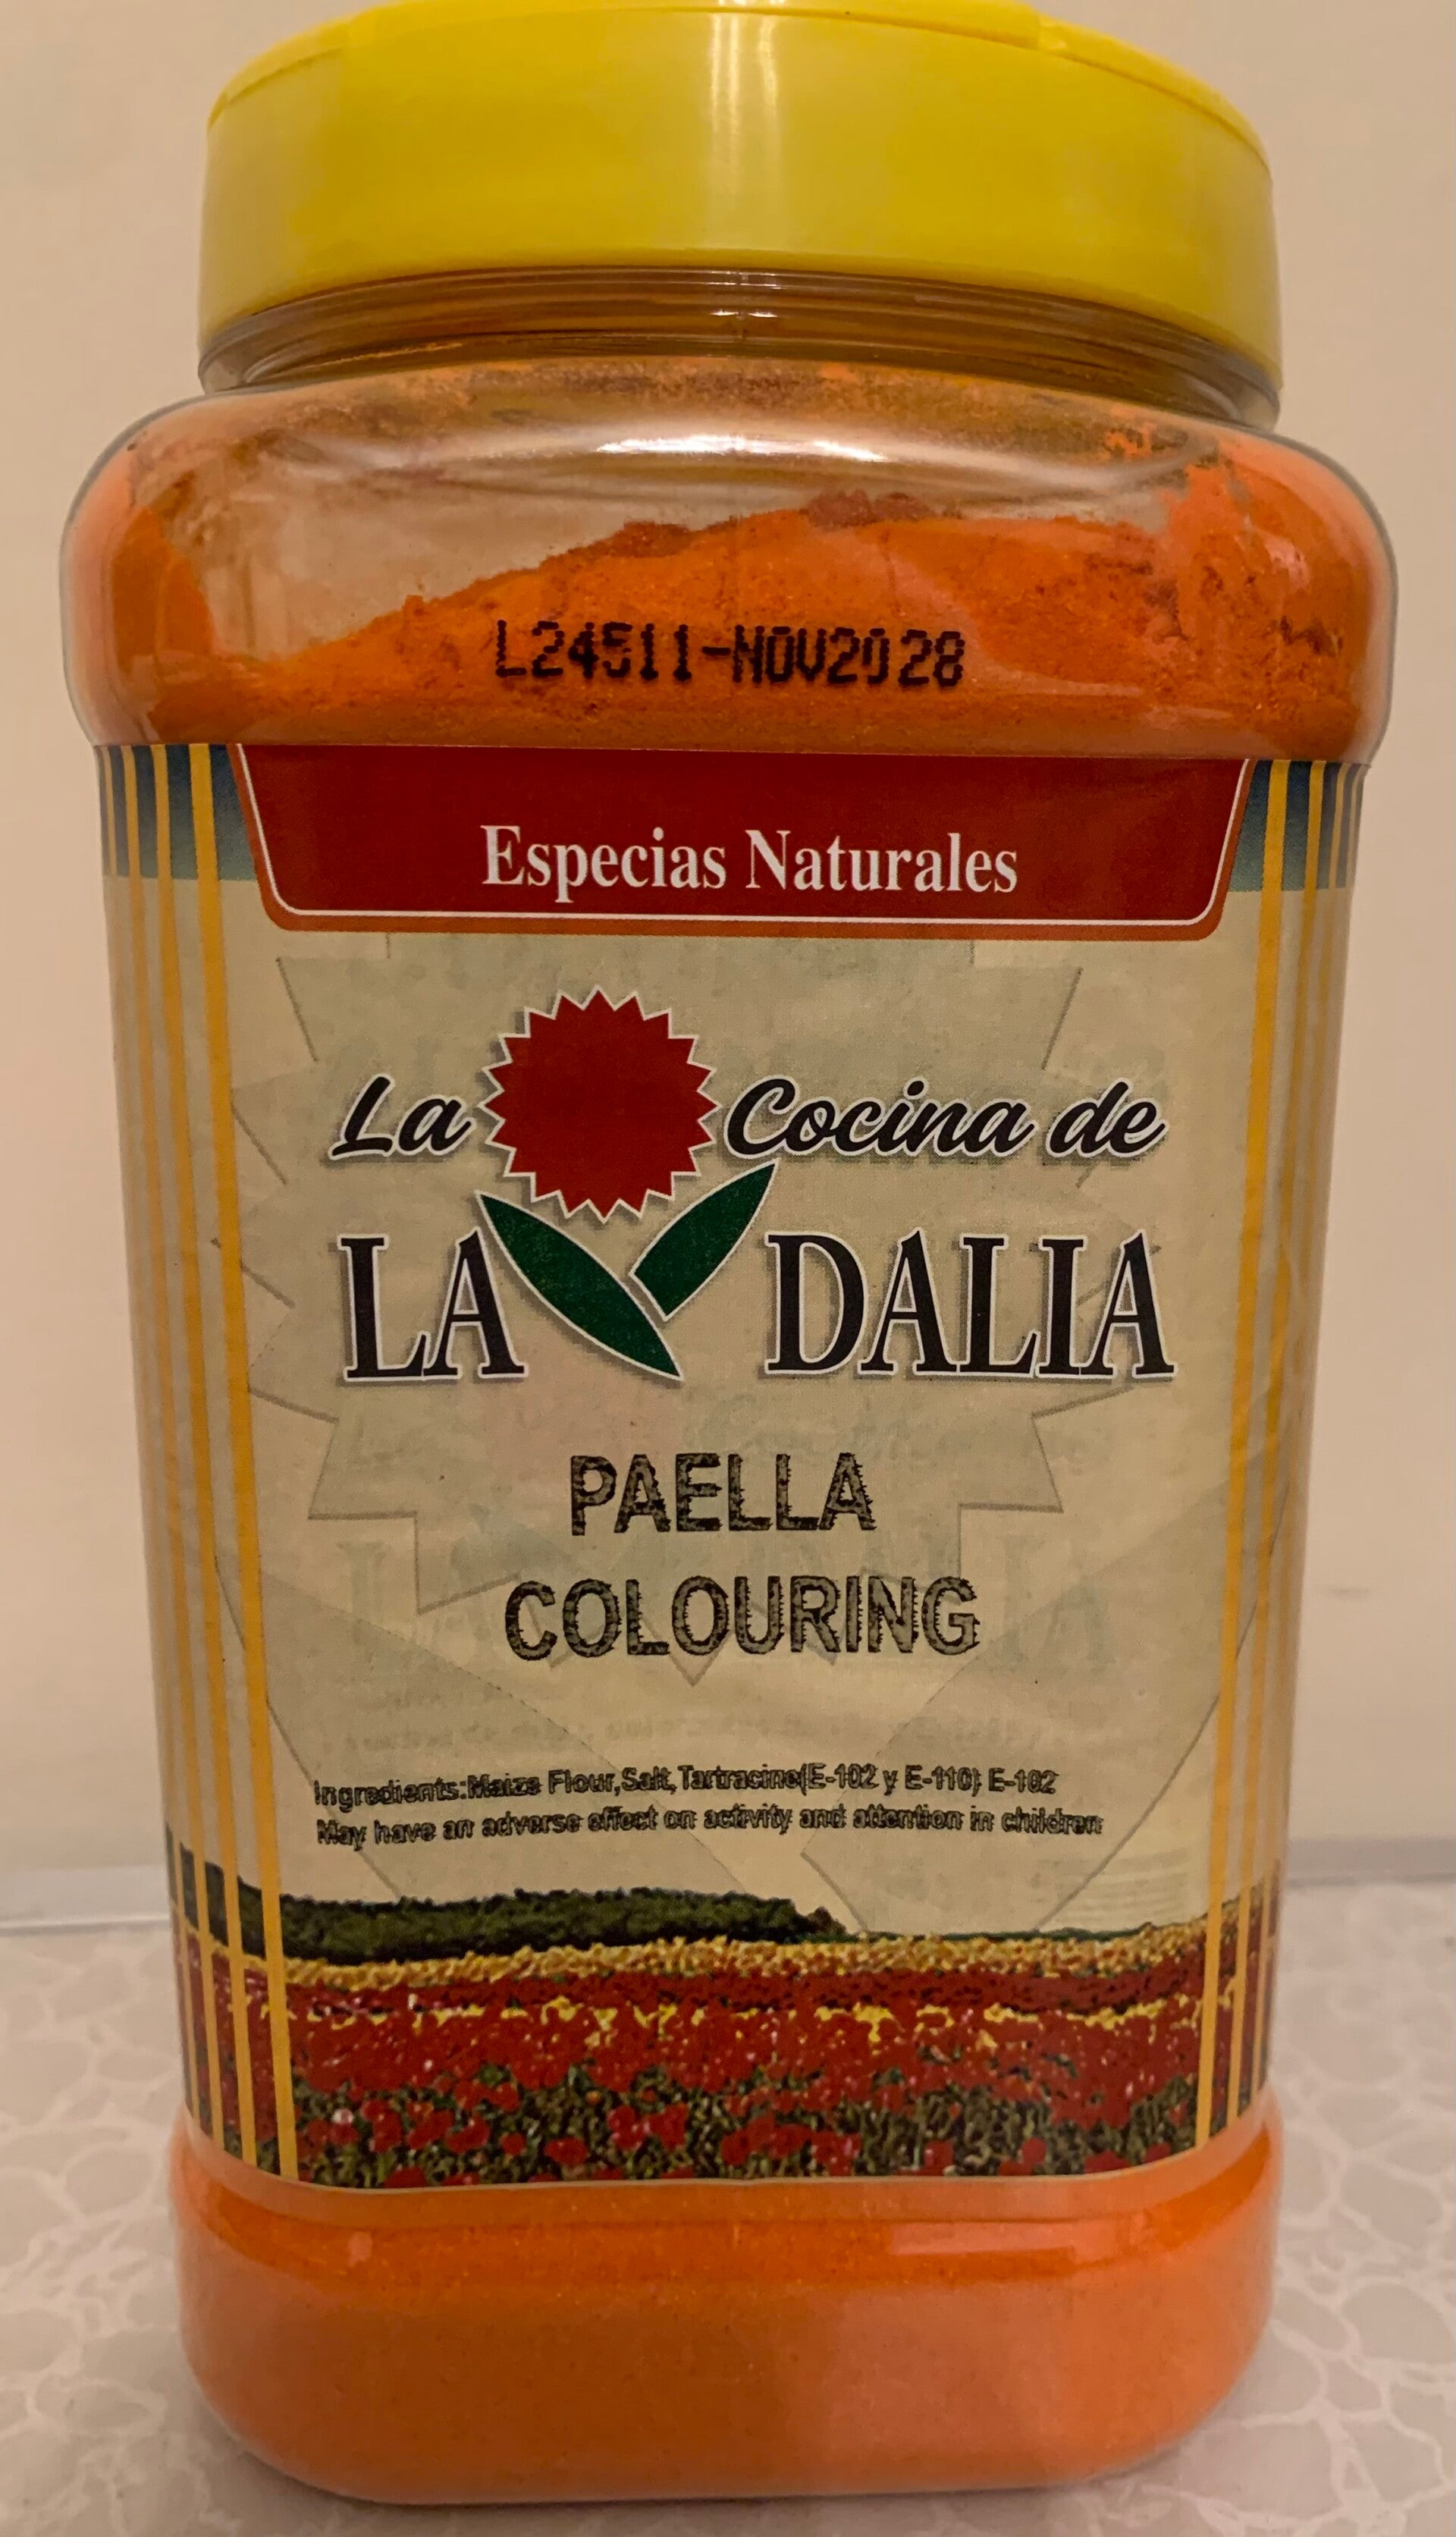 L24511-NOV2028
Especias Naturales
La Cocina de
LA DALIA
PAELLA
COLOURING
Ingredients:Maize Flour,Salt,Tartracine(E-102 y E-110) E-102
May have an adverse effect on activity and attention in children